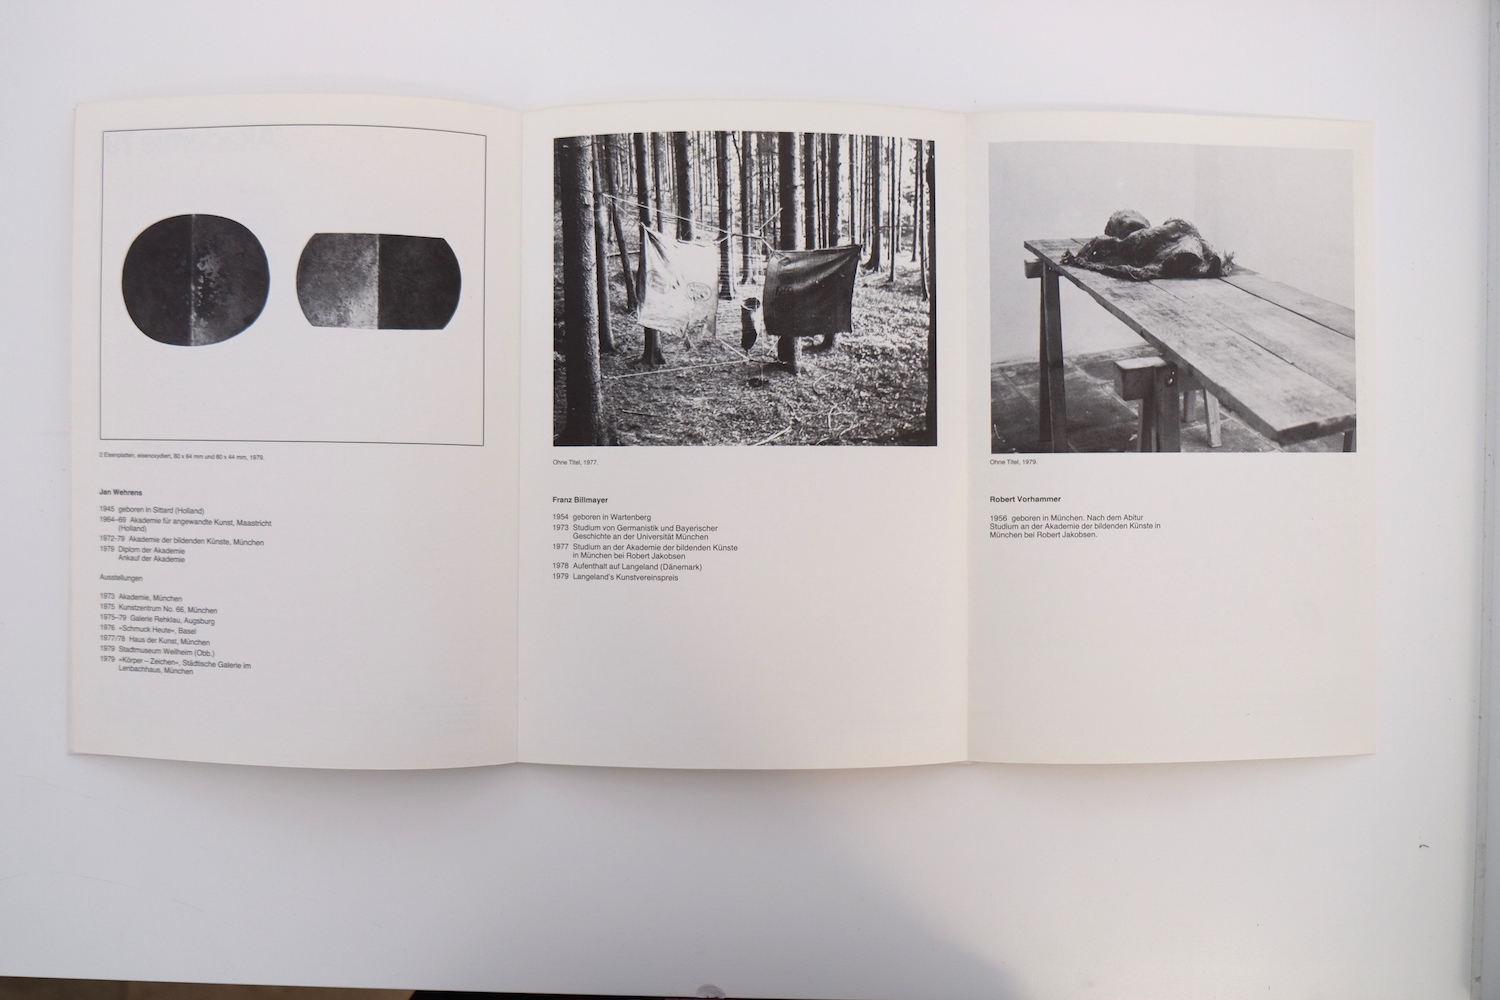 2 Eisenplatten, eisenoxydiert, 80 x 64 mm und 80 x 44 mm, 1979.
Jan Wehrens
1945 geboren in Sittard (Holland)
1964–69 Akademie für angewandte Kunst, Maastricht
(Holland)
1972-79 Akademie der bildenden Künste, München
1979 Diplom der Akademie
Ankauf der Akademie
Ausstellungen
1973 Akademie, München
1975 Kunstzentrum No. 66, München
1975–79 Galerie Rehklau, Augsburg
1976 «Schmuck Heute», Basel
1977/78 Haus der Kunst, München
1979 Stadtmuseum Weilheim (Obb.)
1979 «Körper – Zeichen», Städtische Galerie im
Lenbachhaus, München
Ohne Titel, 1977.
Franz Billmayer
1954 geboren in Wartenberg
1973 Studium von Germanistik und Bayerischer
Geschichte an der Universität München
1977 Studium an der Akademie der bildenden Künste
in München bei Robert Jakobsen
1978 Aufenthalt auf Langeland (Dänemark)
1979 Langeland's Kunstvereinspreis
Ohne Titel, 1979.
Robert Vorhammer
1956 geboren in München. Nach dem Abitur
Studium an der Akademie der bildenden Künste in
München bei Robert Jakobsen.